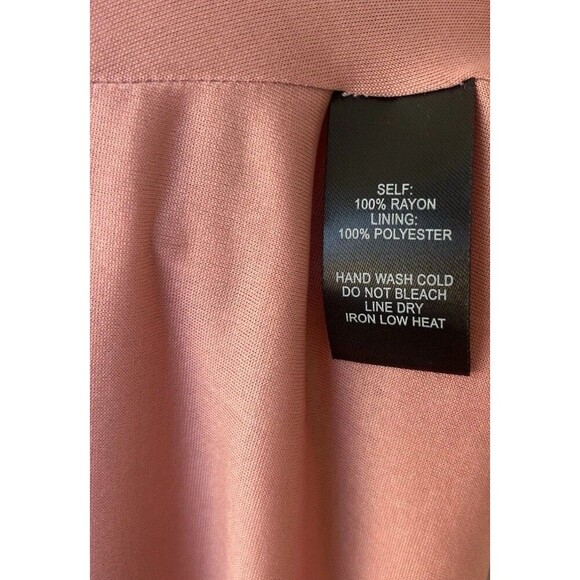 SELF:
100% RAYON
LINING:
100% POLYESTER
HAND WASH COLD
DO NOT BLEACH
LINE DRY
IRON LOW HEAT